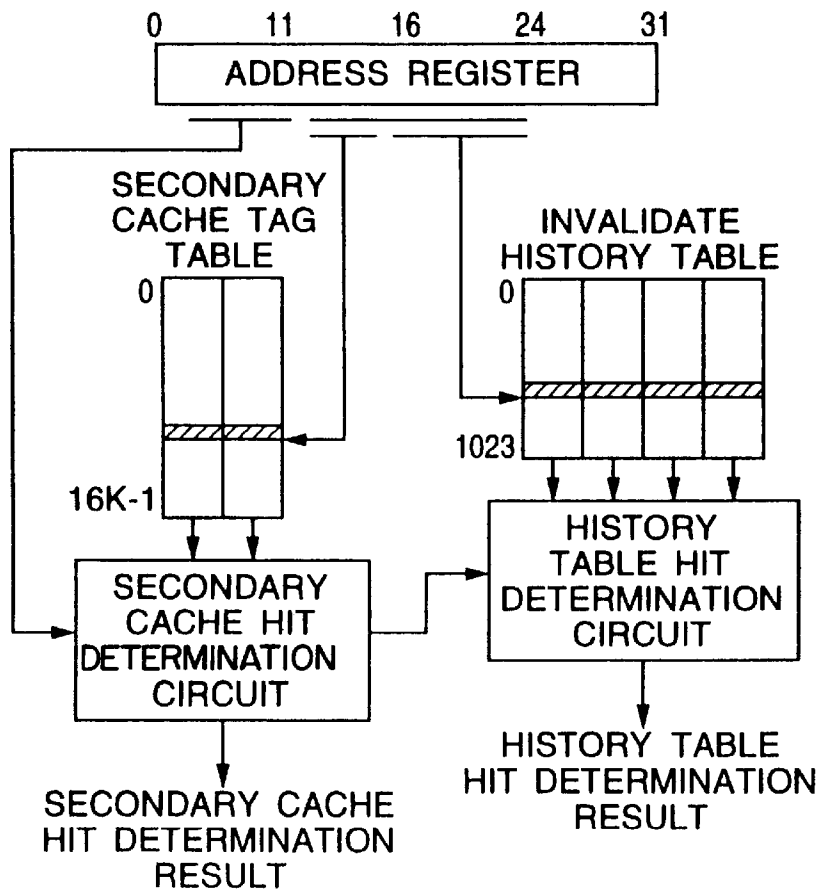 0 11 16 24 31
ADDRESS REGISTER
SECONDARY
CACHE TAG
TABLE
0
16K-1
INVALIDATE
HISTORY TABLE
0
1023
SECONDARY
CACHE HIT
DETERMINATION
CIRCUIT
HISTORY
TABLE HIT
DETERMINATION
CIRCUIT
SECONDARY CACHE
HIT DETERMINATION
RESULT
HISTORY TABLE
HIT DETERMINATION
RESULT